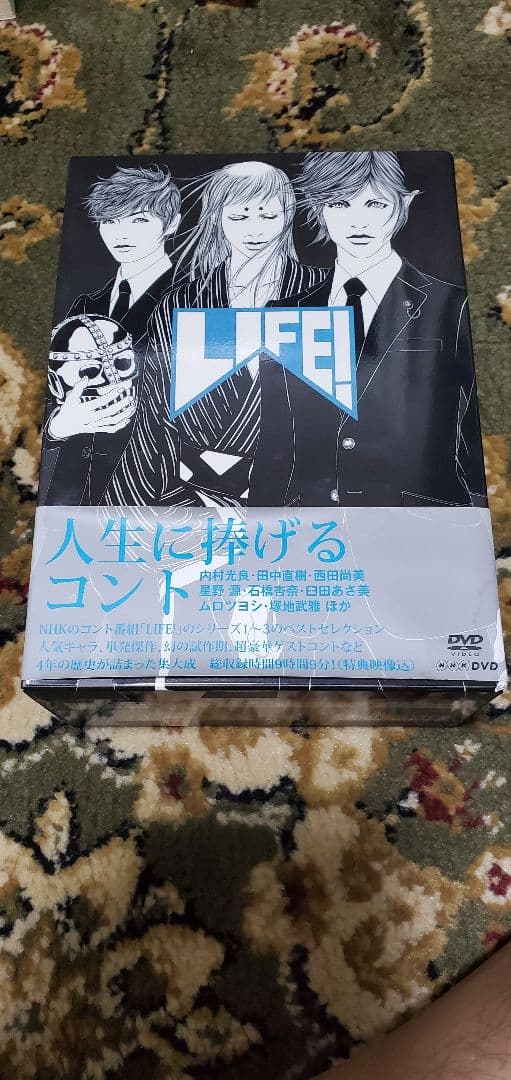 LIFE!
人生に捧げる
コント
内村光良・田中直樹・西田尚美
星野 源・石橋杏奈・臼田あさ美
ムロツヨシ・塚地武雅 ほか
NHKのコント番組「LIFE!」のシリーズ1~3のベストセレクション
人気キャラ、単発傑作、幻の試作期、超豪華ゲストコントなど
4年の歴史が詰まった集大成 総収録時間9時間9分!(特典映像込)
DVD
VIDEO
NHK DVD